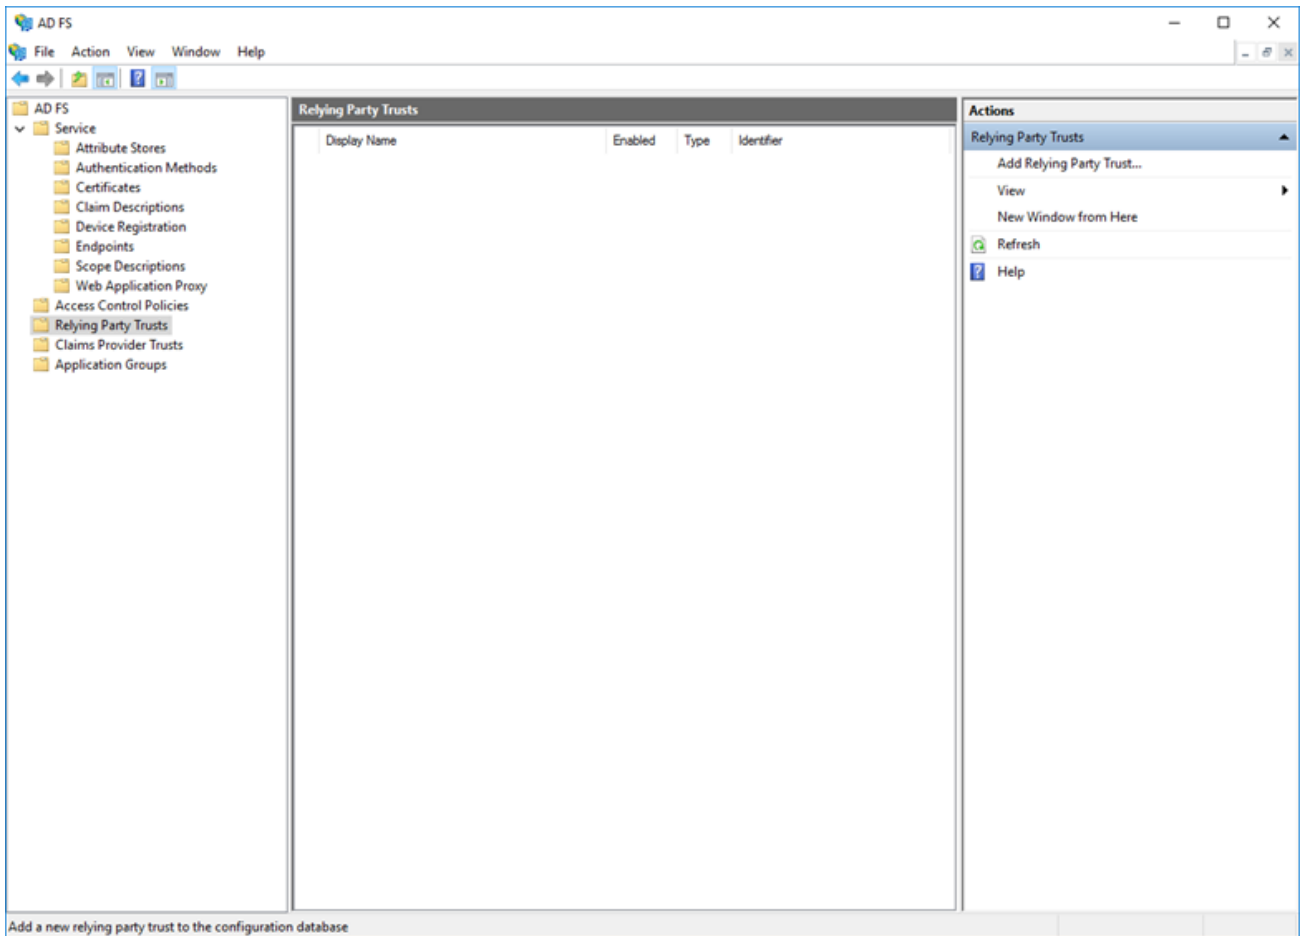 AD FS
File Action View Window Help
AD FS
Service
Attribute Stores
Authentication Methods
Certificates
Claim Descriptions
Device Registration
Endpoints
Scope Descriptions
Web Application Proxy
Access Control Policies
Relying Party Trusts
Claims Provider Trusts
Application Groups
Relying Party Trusts
Display Name Enabled Type Identifier
Actions
Relying Party Trusts
Add Relying Party Trust...
View
New Window from Here
Refresh
Help
Add a new relying party trust to the configuration database